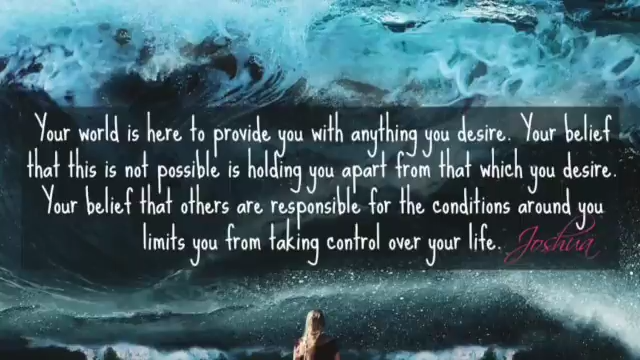 Your world is here to provide you with anything you desire. Your belief
that this is not possible is holding you apart from that which you desire.
Your belief that others are responsible for the conditions around you
limits you from taking control over your life. Joshua